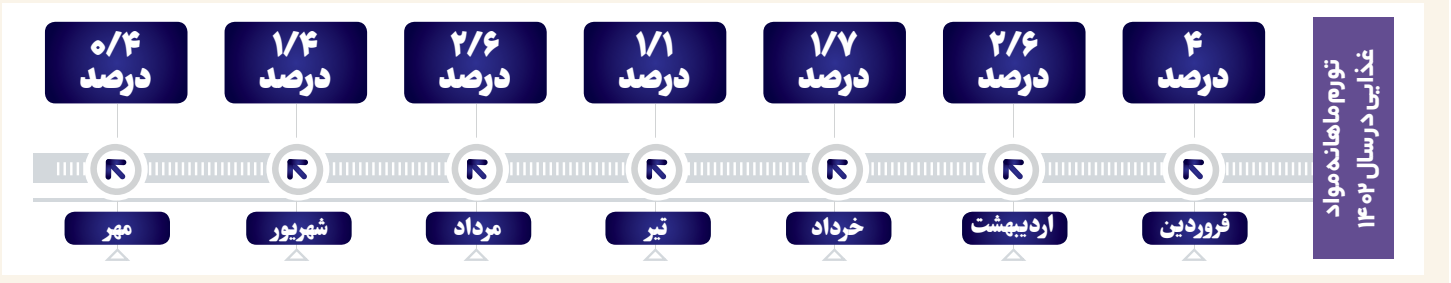 تورم ماهانه مواد
غذایی در سال ۱۴۰۲
۴
درصد
۲/۶
درصد
۱/۷
درصد
۱/۱
درصد
۲/۶
درصد
۱/۴
درصد
۰/۴
درصد
فروردین
اردیبهشت
خرداد
تیر
مرداد
شهریور
مهر